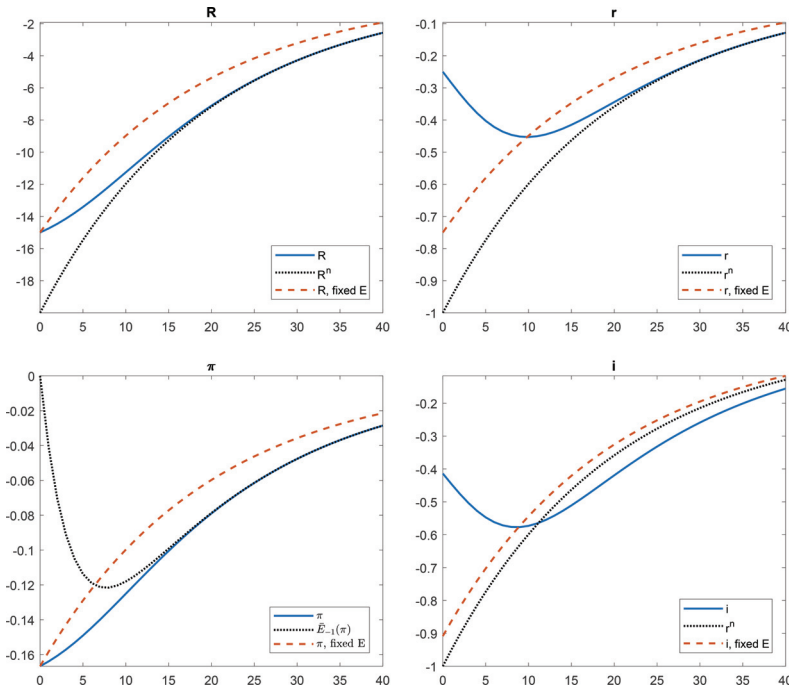 R
-2
-4
-6
-8
-10
-12
-14
-16
-18
0 5 10 15 20 25 30 35 40
R
Rⁿ
R, fixed E
r
-0.1
-0.2
-0.3
-0.4
-0.5
-0.6
-0.7
-0.8
-0.9
-1
0 5 10 15 20 25 30 35 40
r
rⁿ
r, fixed E
π
0
-0.02
-0.04
-0.06
-0.08
-0.1
-0.12
-0.14
-0.16
0 5 10 15 20 25 30 35 40
π
Ē₋₁(π)
π, fixed E
i
-0.2
-0.3
-0.4
-0.5
-0.6
-0.7
-0.8
-0.9
-1
0 5 10 15 20 25 30 35 40
i
rⁿ
i, fixed E